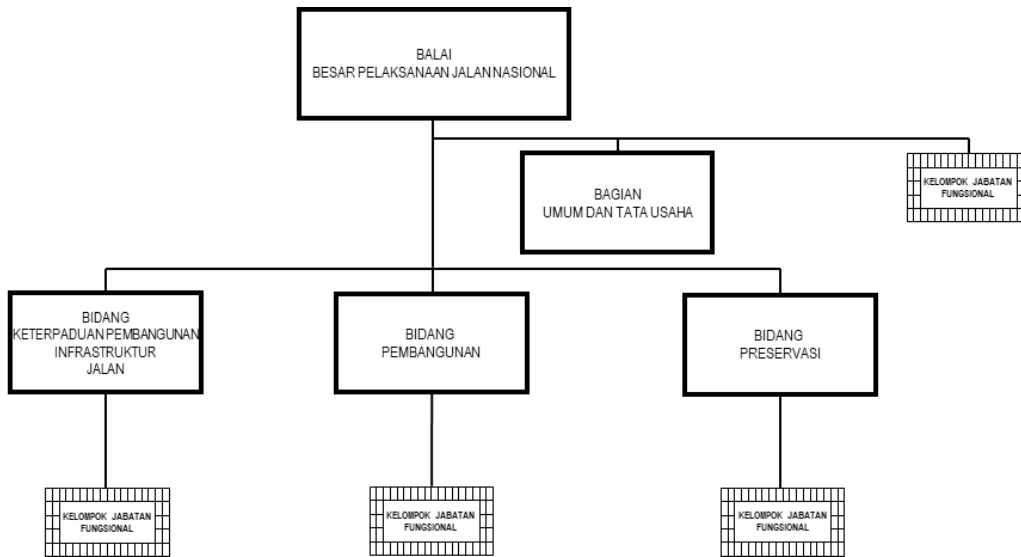 BALAI
BESAR PELAKSANAAN JALAN NASIONAL
BAGIAN
UMUM DAN TATA USAHA
KELOMPOK JABATAN
FUNGSIONAL
BIDANG
KETERPADUAN PEMBANGUNAN
INFRASTRUKTUR
JALAN
BIDANG
PEMBANGUNAN
BIDANG
PRESERVASI
KELOMPOK JABATAN
FUNGSIONAL
KELOMPOK JABATAN
FUNGSIONAL
KELOMPOK JABATAN
FUNGSIONAL